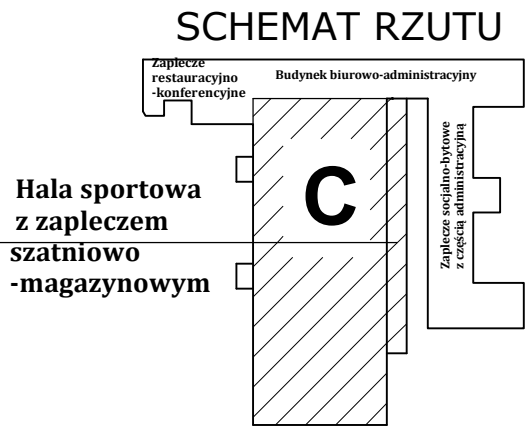 SCHEMAT RZUTU
Zaplecze
restauracyjno
-konferencyjne
Budynek biurowo-administracyjny
C
Hala sportowa
z zapleczem
szatniowo
-magazynowym
Zaplecze socjalno-bytowe
z częścią administracyjną